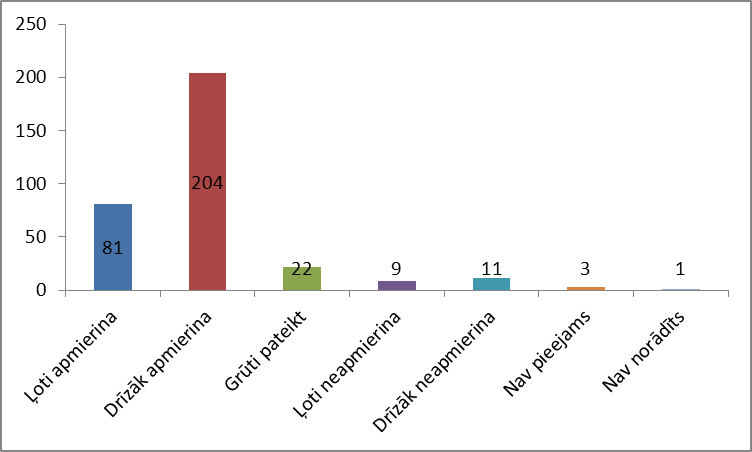 250
200
150
100
50
0
81
204
22
9
11
3
1
Ļoti apmierina
Drīzāk apmierina
Grūti pateikt
Ļoti neapmierina
Drīzāk neapmierina
Nav pieejams
Nav norādīts